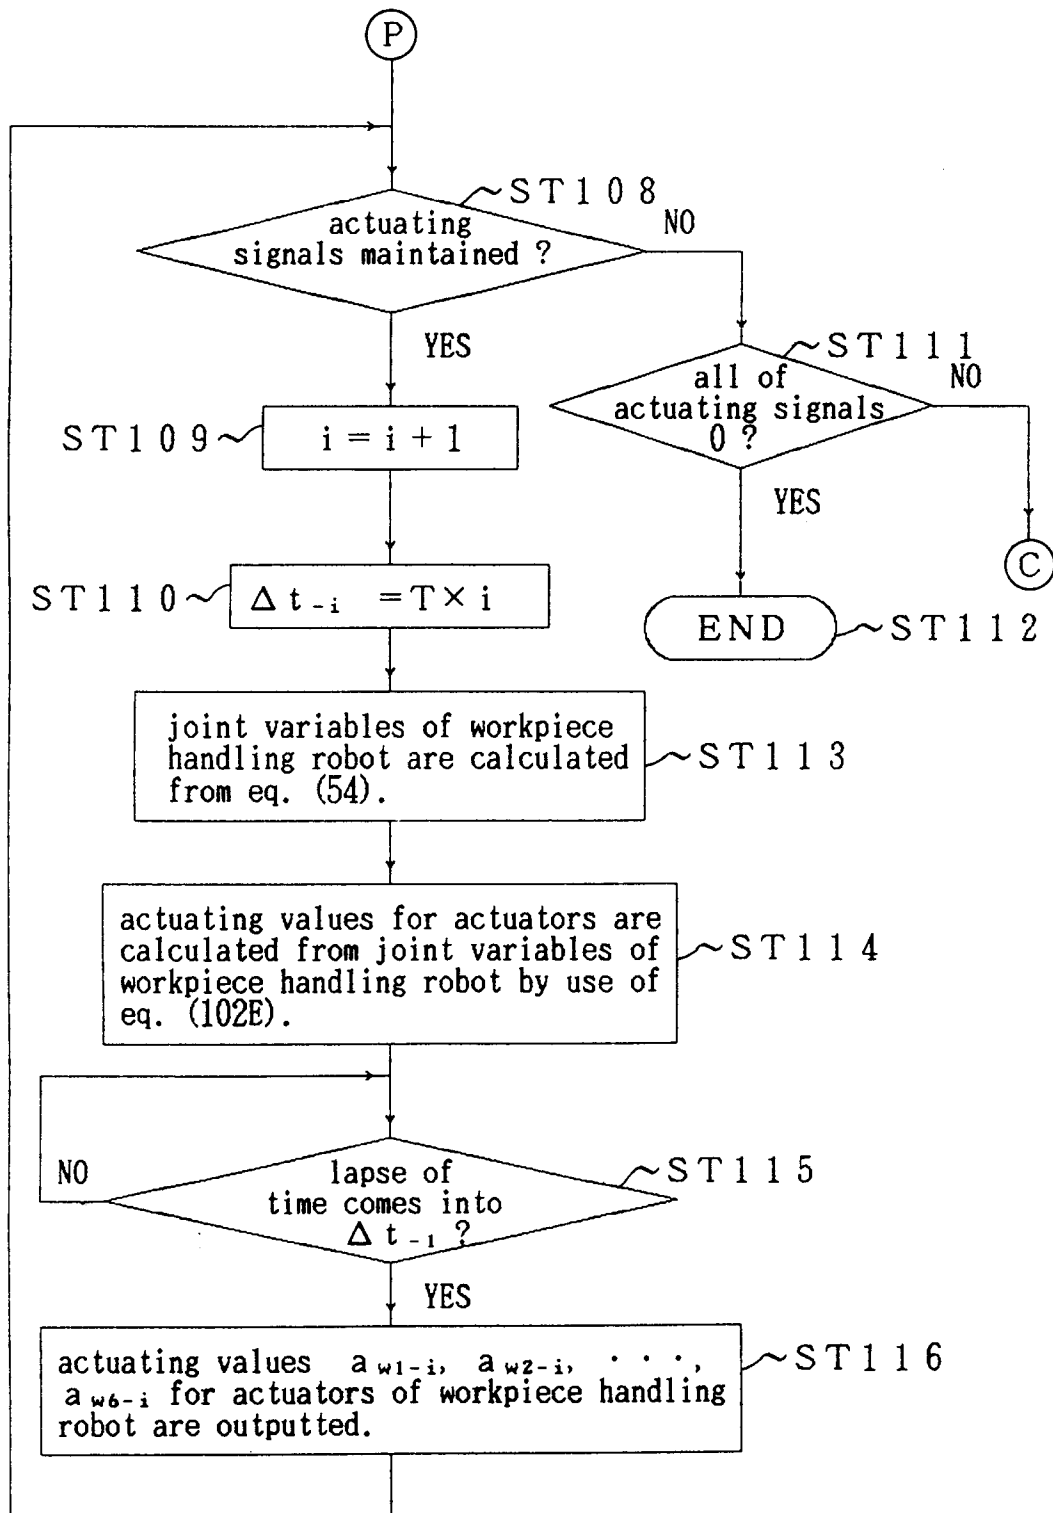 P
ST108
actuating
signals maintained ?
NO
YES
ST111
all of
actuating signals
0 ?
NO
YES
C
ST109
i = i + 1
ST110
Δ t -i = T × i
END
ST112
joint variables of workpiece
handling robot are calculated
from eq. (54).
ST113
actuating values for actuators are
calculated from joint variables of
workpiece handling robot by use of
eq. (102E).
ST114
NO
lapse of
time comes into
Δ t -1 ?
ST115
YES
actuating values a w1-i, a w2-i, · · ·,
a w6-i for actuators of workpiece handling
robot are outputted.
ST116